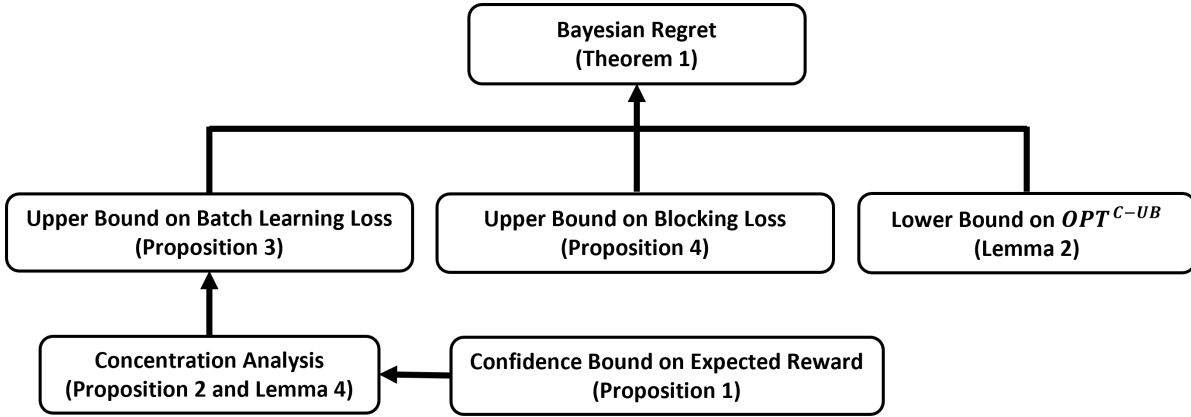 Bayesian Regret
(Theorem 1)
Upper Bound on Batch Learning Loss
(Proposition 3)
Upper Bound on Blocking Loss
(Proposition 4)
Lower Bound on OPT^{C−UB}
(Lemma 2)
Concentration Analysis
(Proposition 2 and Lemma 4)
Confidence Bound on Expected Reward
(Proposition 1)